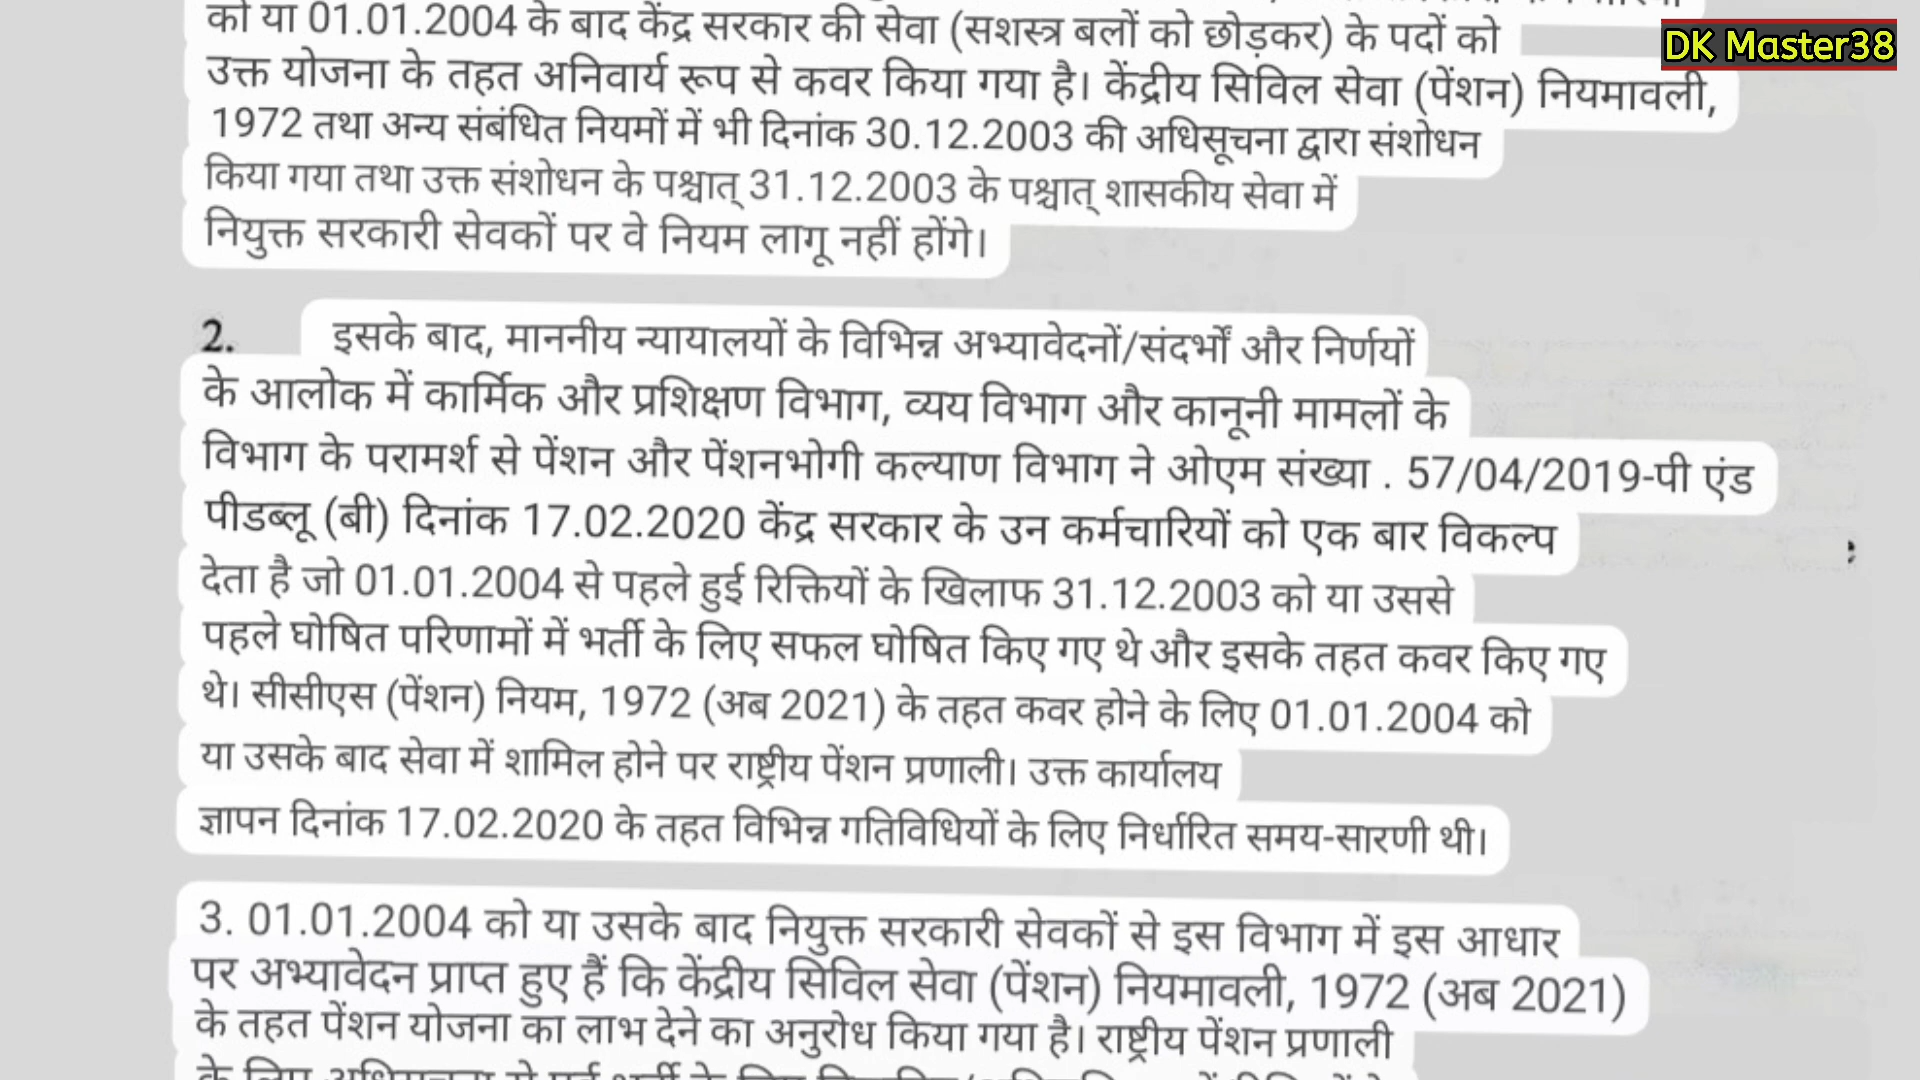 को या 01.01.2004 के बाद केंद्र सरकार की सेवा (सशस्त्र बलों को छोड़कर) के पदों को
DK Master38
उक्त योजना के तहत अनिवार्य रूप से कवर किया गया है। केंद्रीय सिविल सेवा (पेंशन) नियमावली,
1972 तथा अन्य संबंधित नियमों में भी दिनांक 30.12.2003 की अधिसूचना द्वारा संशोधन
किया गया तथा उक्त संशोधन के पश्चात् 31.12.2003 के पश्चात् शासकीय सेवा में
नियुक्त सरकारी सेवकों पर वे नियम लागू नहीं होंगे।
2. इसके बाद, माननीय न्यायालयों के विभिन्न अभ्यावेदनों/संदर्भों और निर्णयों
के आलोक में कार्मिक और प्रशिक्षण विभाग, व्यय विभाग और कानूनी मामलों के
विभाग के परामर्श से पेंशन और पेंशनभोगी कल्याण विभाग ने ओएम संख्या . 57/04/2019-पी एंड
पीडब्लू (बी) दिनांक 17.02.2020 केंद्र सरकार के उन कर्मचारियों को एक बार विकल्प
देता है जो 01.01.2004 से पहले हुई रिक्तियों के खिलाफ 31.12.2003 को या उससे
पहले घोषित परिणामों में भर्ती के लिए सफल घोषित किए गए थे और इसके तहत कवर किए गए
थे। सीसीएस (पेंशन) नियम, 1972 (अब 2021) के तहत कवर होने के लिए 01.01.2004 को
या उसके बाद सेवा में शामिल होने पर राष्ट्रीय पेंशन प्रणाली। उक्त कार्यालय
ज्ञापन दिनांक 17.02.2020 के तहत विभिन्न गतिविधियों के लिए निर्धारित समय-सारणी थी।
3. 01.01.2004 को या उसके बाद नियुक्त सरकारी सेवकों से इस विभाग में इस आधार
पर अभ्यावेदन प्राप्त हुए हैं कि केंद्रीय सिविल सेवा (पेंशन) नियमावली, 1972 (अब 2021)
के तहत पेंशन योजना का लाभ देने का अनुरोध किया गया है। राष्ट्रीय पेंशन प्रणाली